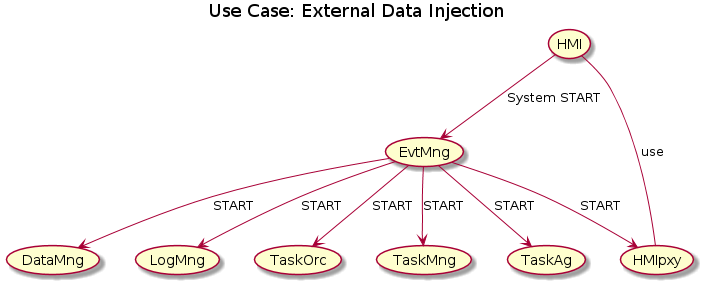 Use Case: External Data Injection
HMI
System START
EvtMng
use
START
START
START
START
START
START
DataMng
LogMng
TaskOrc
TaskMng
TaskAg
HMIpxy